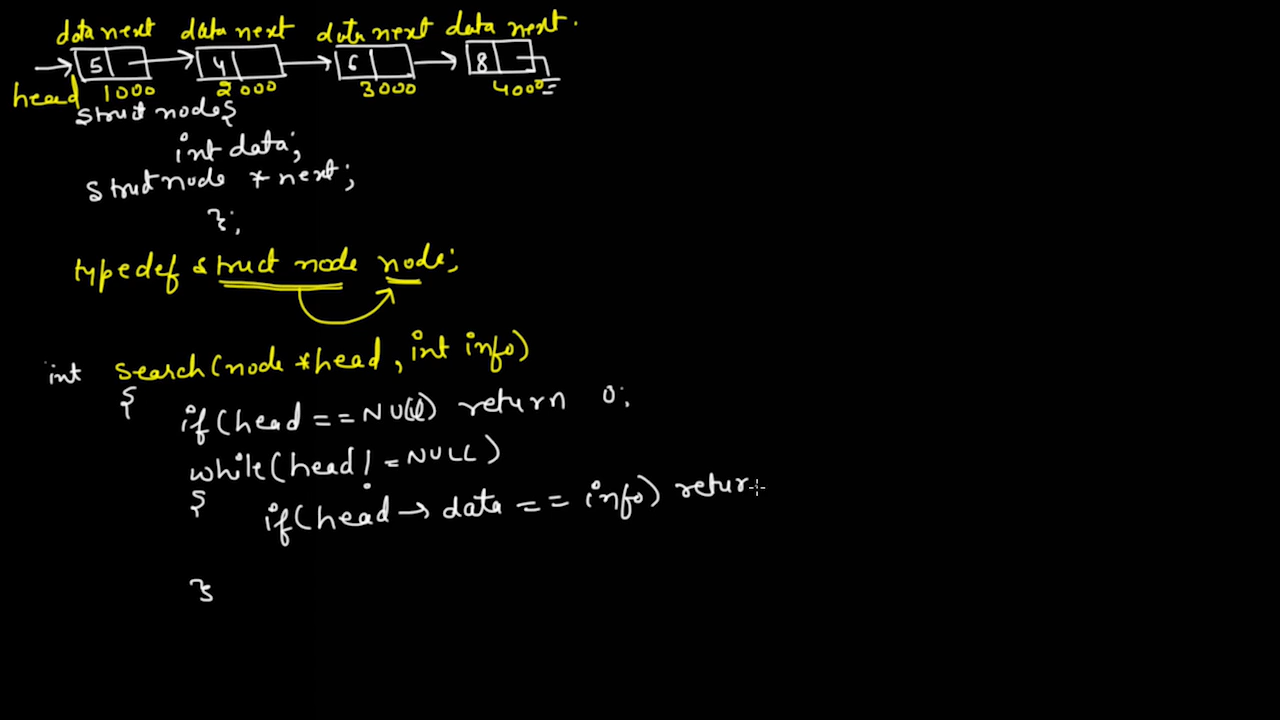 data next data next data next data next.
5 4 6 8
head 1000 2000 3000 4000
struct node{
int data;
struct node * next;
};
typedef struct node node;
int search(node *head, int info)
{
if(head == NULL) return 0;
while(head != NULL)
{
if(head → data == info) retur
}